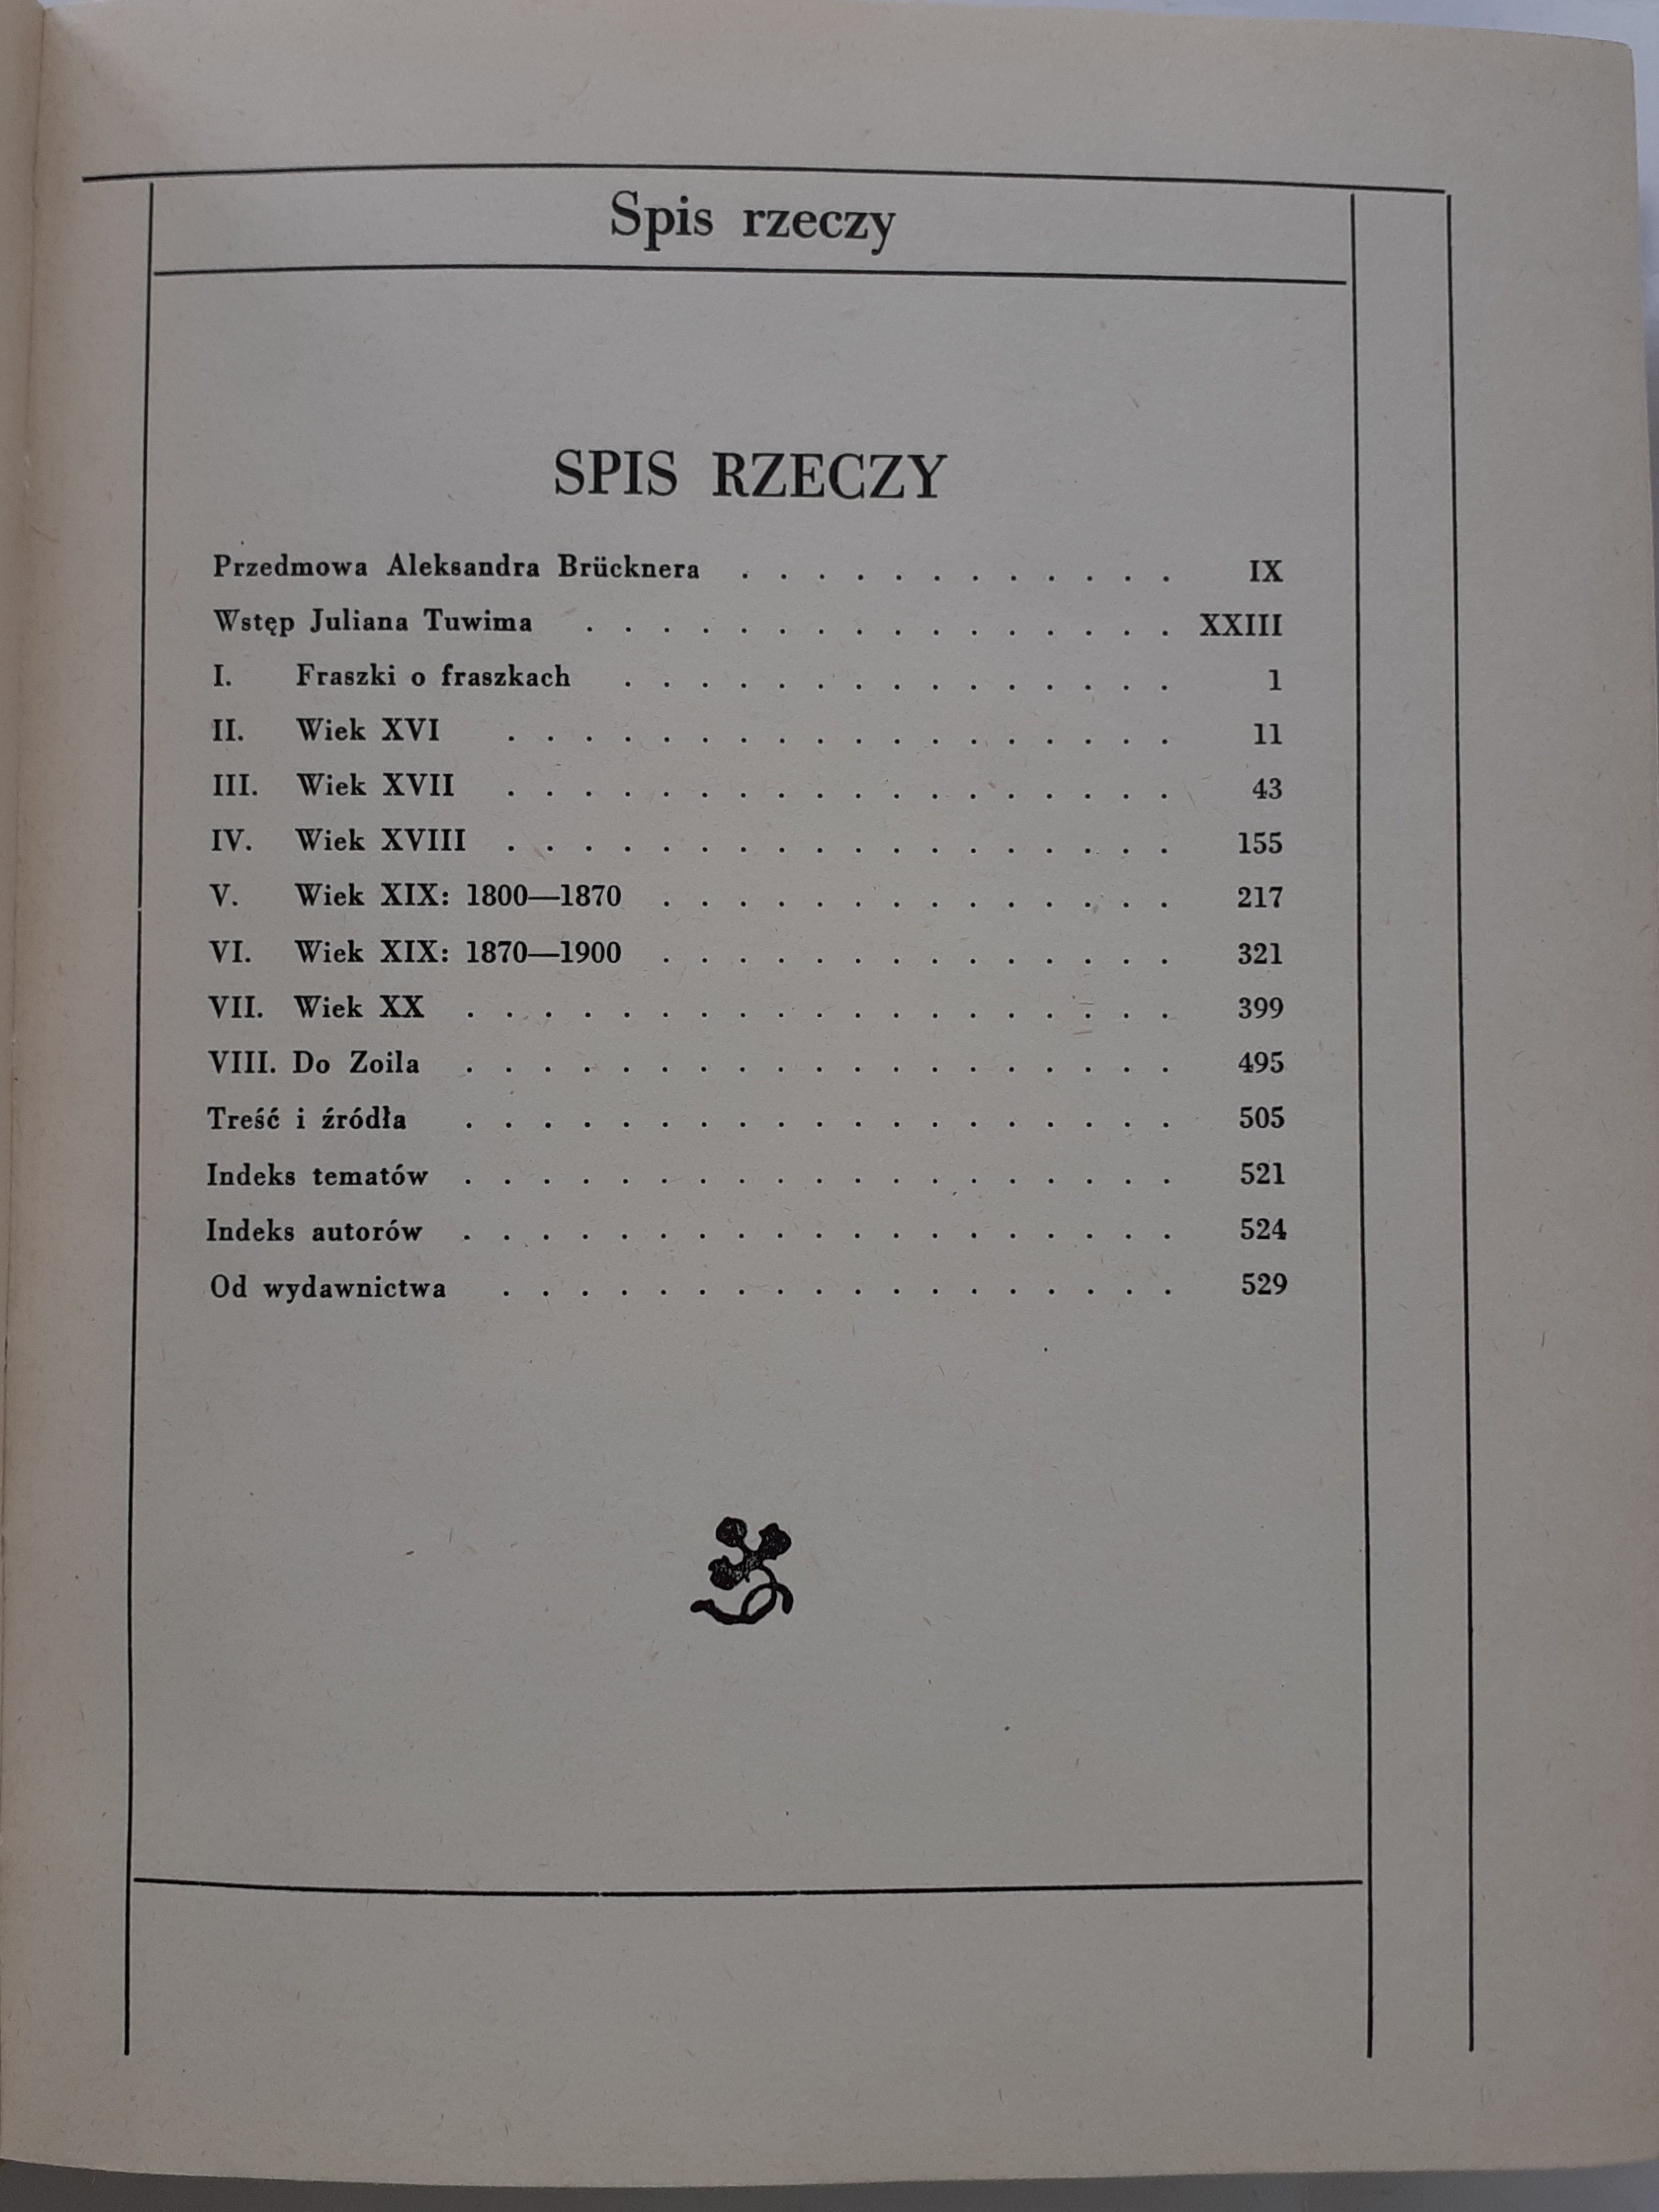 Spis rzeczy
SPIS RZECZY
Przedmowa Aleksandra Brücknera . . . . . . . . . . . . IX
Wstęp Juliana Tuwima . . . . . . . . . . . . . . . . XXIII
I. Fraszki o fraszkach . . . . . . . . . . . . . . . 1
II. Wiek XVI . . . . . . . . . . . . . . . . . . 11
III. Wiek XVII . . . . . . . . . . . . . . . . . . 43
IV. Wiek XVIII . . . . . . . . . . . . . . . . . . 155
V. Wiek XIX: 1800—1870 . . . . . . . . . . . . . . 217
VI. Wiek XIX: 1870—1900 . . . . . . . . . . . . . . 321
VII. Wiek XX . . . . . . . . . . . . . . . . . . . 399
VIII. Do Zoila . . . . . . . . . . . . . . . . . . . 495
Treść i źródła . . . . . . . . . . . . . . . . . . . 505
Indeks tematów . . . . . . . . . . . . . . . . . . . 521
Indeks autorów . . . . . . . . . . . . . . . . . . . 524
Od wydawnictwa . . . . . . . . . . . . . . . . . . 529